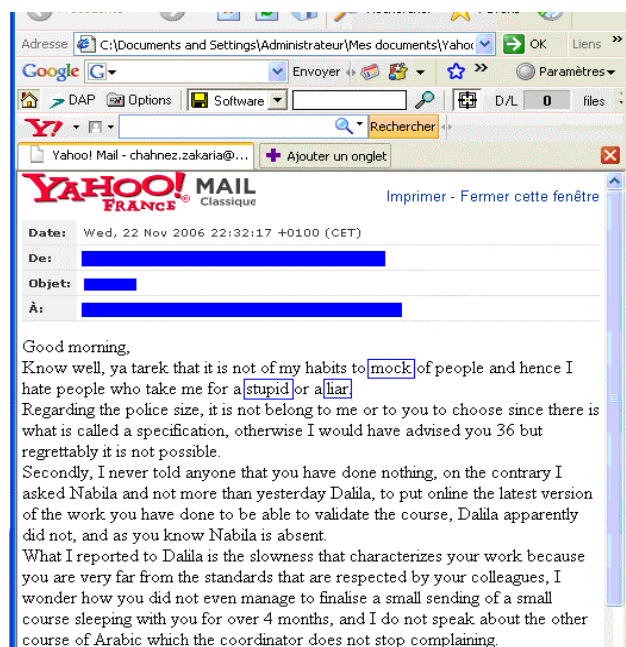 Adresse C:\Documents and Settings\Administrateur\Mes documents\Yahoo OK Liens »
Google G Envoyer » Paramètres
DAP Options Software D/L 0 files
Y! Rechercher
Yahoo! Mail - chahnez.zakaria@... Ajouter un onglet
YAHOO! MAIL
FRANCE ® Classique
Imprimer - Fermer cette fenêtre
Date: Wed, 22 Nov 2006 22:32:17 +0100 (CET)
De:
Objet:
À:
Good morning,
Know well, ya tarek that it is not of my habits to mock of people and hence I
hate people who take me for a stupid or a liar.
Regarding the police size, it is not belong to me or to you to choose since there is
what is called a specification, otherwise I would have advised you 36 but
regrettably it is not possible.
Secondly, I never told anyone that you have done nothing, on the contrary I
asked Nabila and not more than yesterday Dalila, to put online the latest version
of the work you have done to be able to validate the course, Dalila apparently
did not, and as you know Nabila is absent.
What I reported to Dalila is the slowness that characterizes your work because
you are very far from the standards that are respected by your colleagues, I
wonder how you did not even manage to finalise a small sending of a small
course sleeping with you for over 4 months, and I do not speak about the other
course of Arabic which the coordinator does not stop complaining.